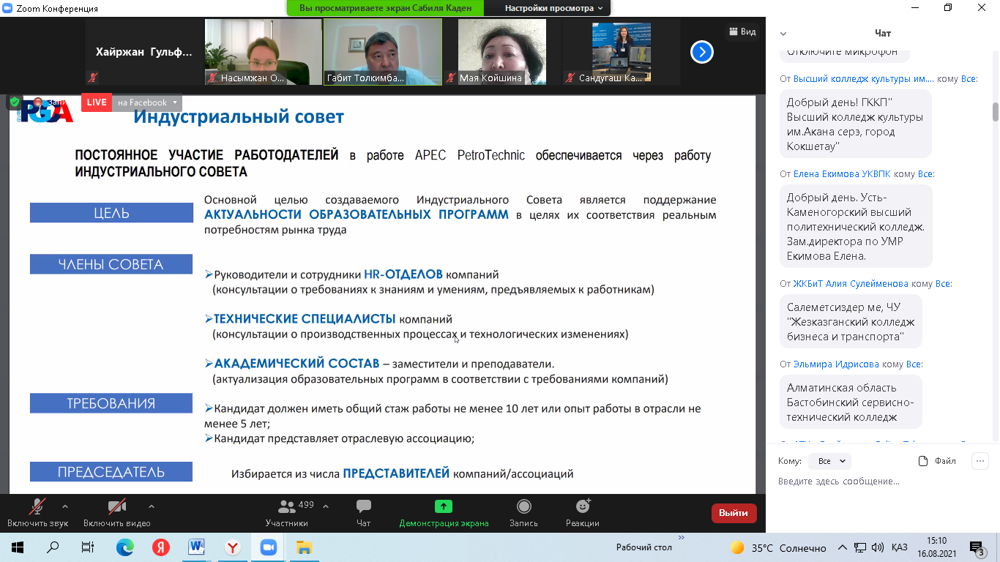 Zoom Конференция
Вы просматриваете экран Сабиля Каден
Настройки просмотра
Хайржан Гульф...
Насымжан О...
Габит Толкимба...
Мая Койшина
Сандугаш Ка...
Вид
LIVE на Facebook
PGA
Индустриальный совет
ПОСТОЯННОЕ УЧАСТИЕ РАБОТОДАТЕЛЕЙ в работе APEC PetroTechnic обеспечивается через работу
ИНДУСТРИАЛЬНОГО СОВЕТА
ЦЕЛЬ
Основной целью создаваемого Индустриального Совета является поддержание
АКТУАЛЬНОСТИ ОБРАЗОВАТЕЛЬНЫХ ПРОГРАММ в целях их соответствия реальным
потребностям рынка труда
ЧЛЕНЫ СОВЕТА
Руководители и сотрудники HR-ОТДЕЛОВ компаний
(консультации о требованиях к знаниям и умениям, предъявляемых к работникам)
ТЕХНИЧЕСКИЕ СПЕЦИАЛИСТЫ компаний
(консультации о производственных процессах и технологических изменениях)
АКАДЕМИЧЕСКИЙ СОСТАВ – заместители и преподаватели.
(актуализация образовательных программ в соответствии с требованиями компаний)
ТРЕБОВАНИЯ
Кандидат должен иметь общий стаж работы не менее 10 лет или опыт работы в отрасли не
менее 5 лет;
Кандидат представляет отраслевую ассоциацию;
ПРЕДСЕДАТЕЛЬ
Избирается из числа ПРЕДСТАВИТЕЛЕЙ компаний/ассоциаций
Чат
Отключите микрофон
От Высший колледж культуры им.... кому Все:
Добрый день! ГККП"
Высший колледж культуры
им.Акана серэ, город
Кокшетау"
От Елена Екимова УКВПК кому Все:
Добрый день. Усть-
Каменогорский высший
политехнический колледж.
Зам.директора по УМР
Екимова Елена.
От ЖКБиТ Алия Сулейменова кому Все:
Салеметсиздер ме, ЧУ
"Жезказганский колледж
бизнеса и транспорта"
От Эльмира Идрисова кому Все:
Алматинская область
Бастобинский сервисно-
технический колледж
Кому: Все
Файл
Введите здесь сообщение...
Включить звук
Включить видео
499
Участники
Чат
Демонстрация экрана
Запись
Реакции
Выйти
Рабочий стол
35°C Солнечно
ҚАЗ
15:10
16.08.2021
3